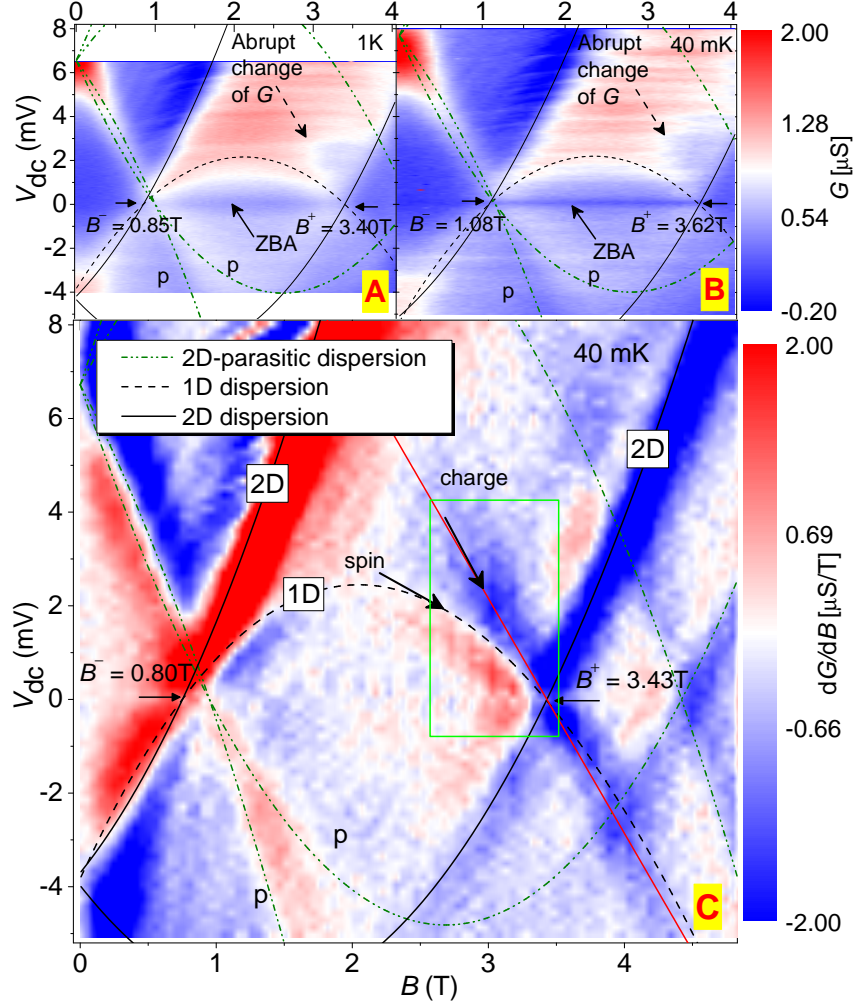 0 1 2 3 4 0 1 2 3 4
8
6
4
2
0
-2
-4
V_dc (mV)
Abrupt
change
of G
1K
B⁻ = 0.85T
B⁺ = 3.40T
ZBA
p
p
A
Abrupt
change
of G
40 mK
B⁻ = 1.08T
B⁺ = 3.62T
ZBA
p
p
B
2.00
1.28
0.54
-0.20
G [µS]
8
6
4
2
0
-2
-4
V_dc (mV)
2D-parasitic dispersion
1D dispersion
2D dispersion
40 mK
2D
2D
charge
spin
1D
B⁻ = 0.80T
B⁺ = 3.43T
p
p
C
0 1 2 3 4
B (T)
2.00
0.69
-0.66
-2.00
dG/dB [µS/T]